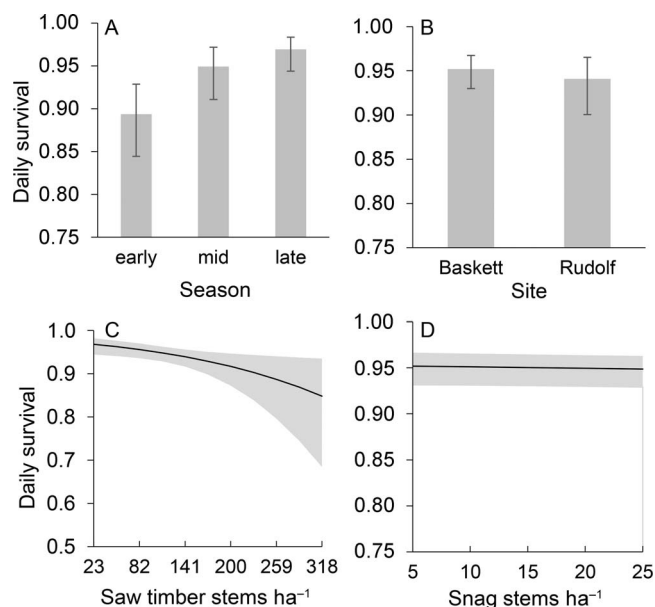 A
Daily survival
1.00
0.95
0.90
0.85
0.80
0.75
early mid late
Season
B
1.00
0.95
0.90
0.85
0.80
0.75
Baskett Rudolf
Site
C
Daily survival
1.0
0.9
0.8
0.7
0.6
0.5
23 82 141 200 259 318
Saw timber stems ha⁻¹
D
1.00
0.95
0.90
0.85
0.80
0.75
5 10 15 20 25
Snag stems ha⁻¹